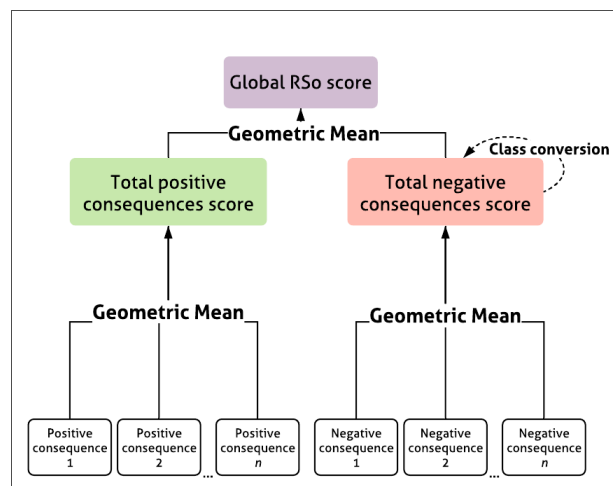 Global RSo score
Geometric Mean
Class conversion
Total positive
consequences score
Total negative
consequences score
Geometric Mean
Geometric Mean
Positive
consequence
1
Positive
consequence
2
...
Positive
consequence
n
Negative
consequence
1
Negative
consequence
2
...
Negative
consequence
n